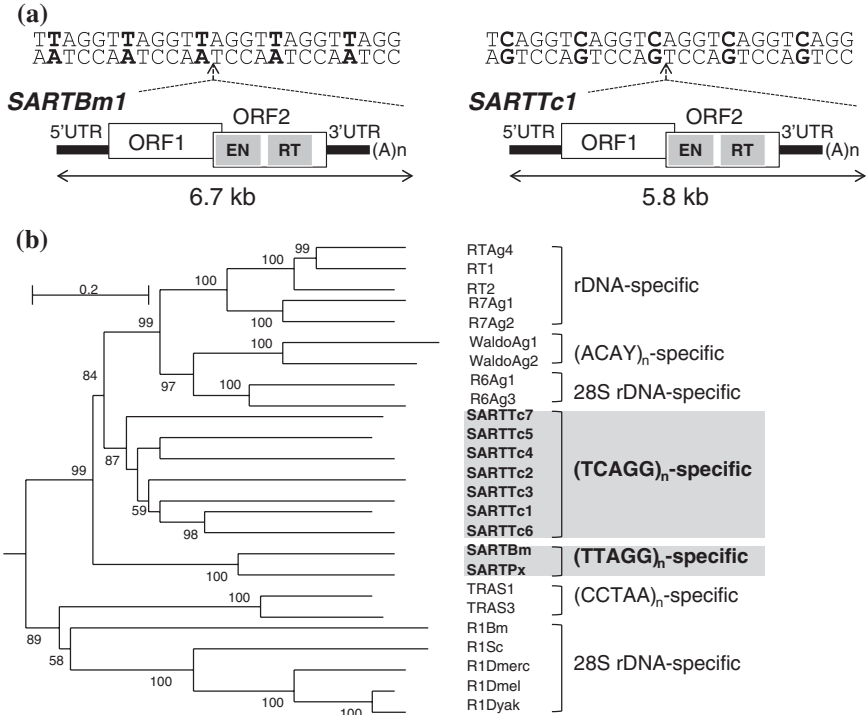 (a)
TTAGGTTAGGTTAGGTTAGGTTAGG
AATCCAATCCAATCCAATCCAATCC
SARTBm1
ORF2
5'UTR
ORF1
EN
RT
3'UTR
(A)n
6.7 kb
TCAGGTCAGGTCAGGTCAGGTCAGG
AGTCCAGTCCAGTCCAGTCCAGTCC
SARTTc1
ORF2
5'UTR
ORF1
EN
RT
3'UTR
(A)n
5.8 kb
(b)
0.2
99
100
100
100
99
100
97
100
84
87
59
98
99
100
100
89
58
100
100
100
RTAg4
RT1
RT2
R7Ag1
R7Ag2
rDNA-specific
WaldoAg1
WaldoAg2
(ACAY)n-specific
R6Ag1
R6Ag3
28S rDNA-specific
SARTTc7
SARTTc5
SARTTc4
SARTTc2
SARTTc3
SARTTc1
SARTTc6
(TCAGG)n-specific
SARTBm
SARTPx
(TTAGG)n-specific
TRAS1
TRAS3
(CCTAA)n-specific
R1Bm
R1Sc
R1Dmerc
R1Dmel
R1Dyak
28S rDNA-specific